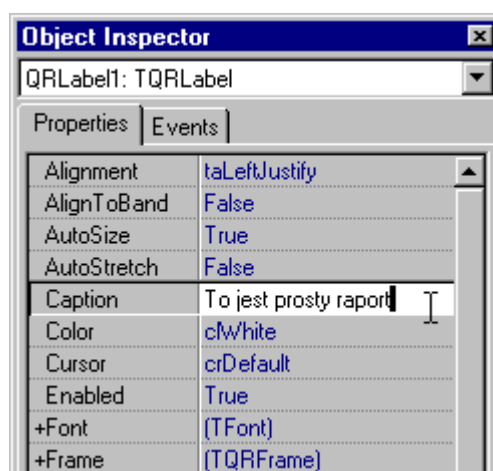 Object Inspector
QRLabel1: TQRLabel
Properties Events
Alignment taLeftJustify
AlignToBand False
AutoSize True
AutoStretch False
Caption To jest prosty raport
Color clWhite
Cursor crDefault
Enabled True
+Font (TFont)
+Frame (TQRFrame)